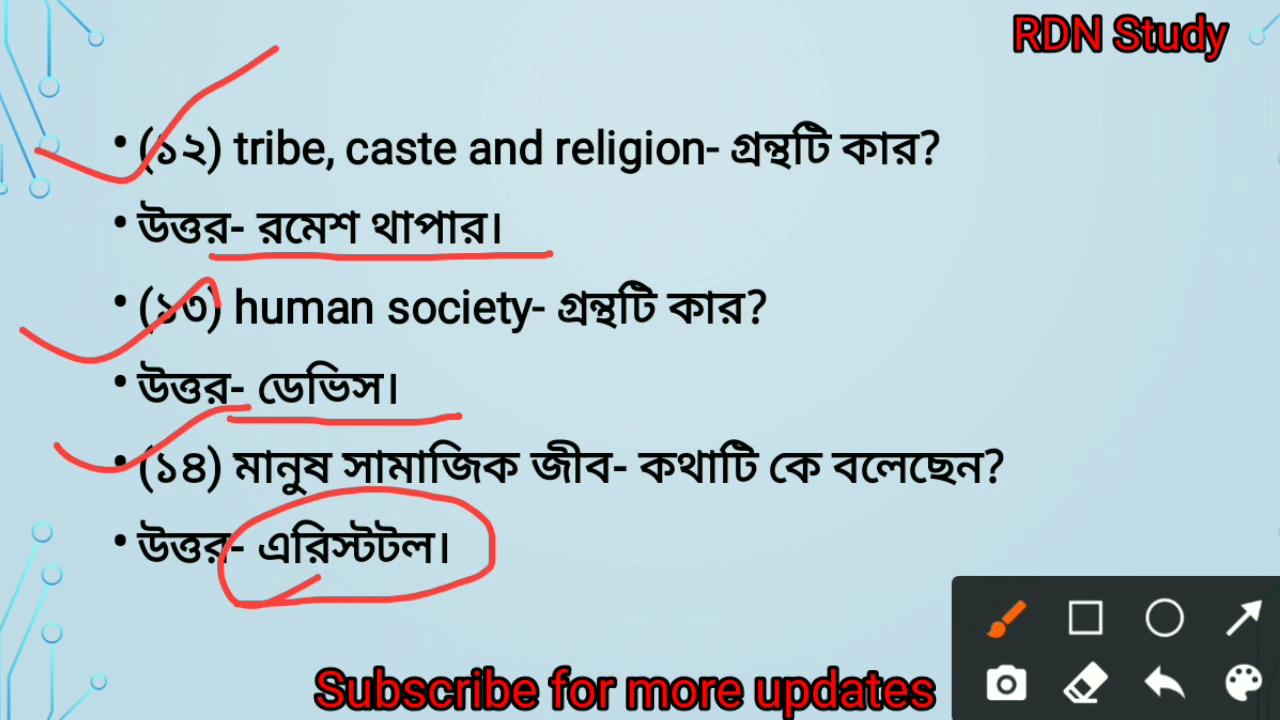 RDN Study
• (১২) tribe, caste and religion- গ্রন্থটি কার?
• উত্তর- রমেশ থাপার।
• (১৩) human society- গ্রন্থটি কার?
• উত্তর- ডেভিস।
• (১৪) মানুষ সামাজিক জীব- কথাটি কে বলেছেন?
• উত্তর- এরিস্টটল।
Subscribe for more updates